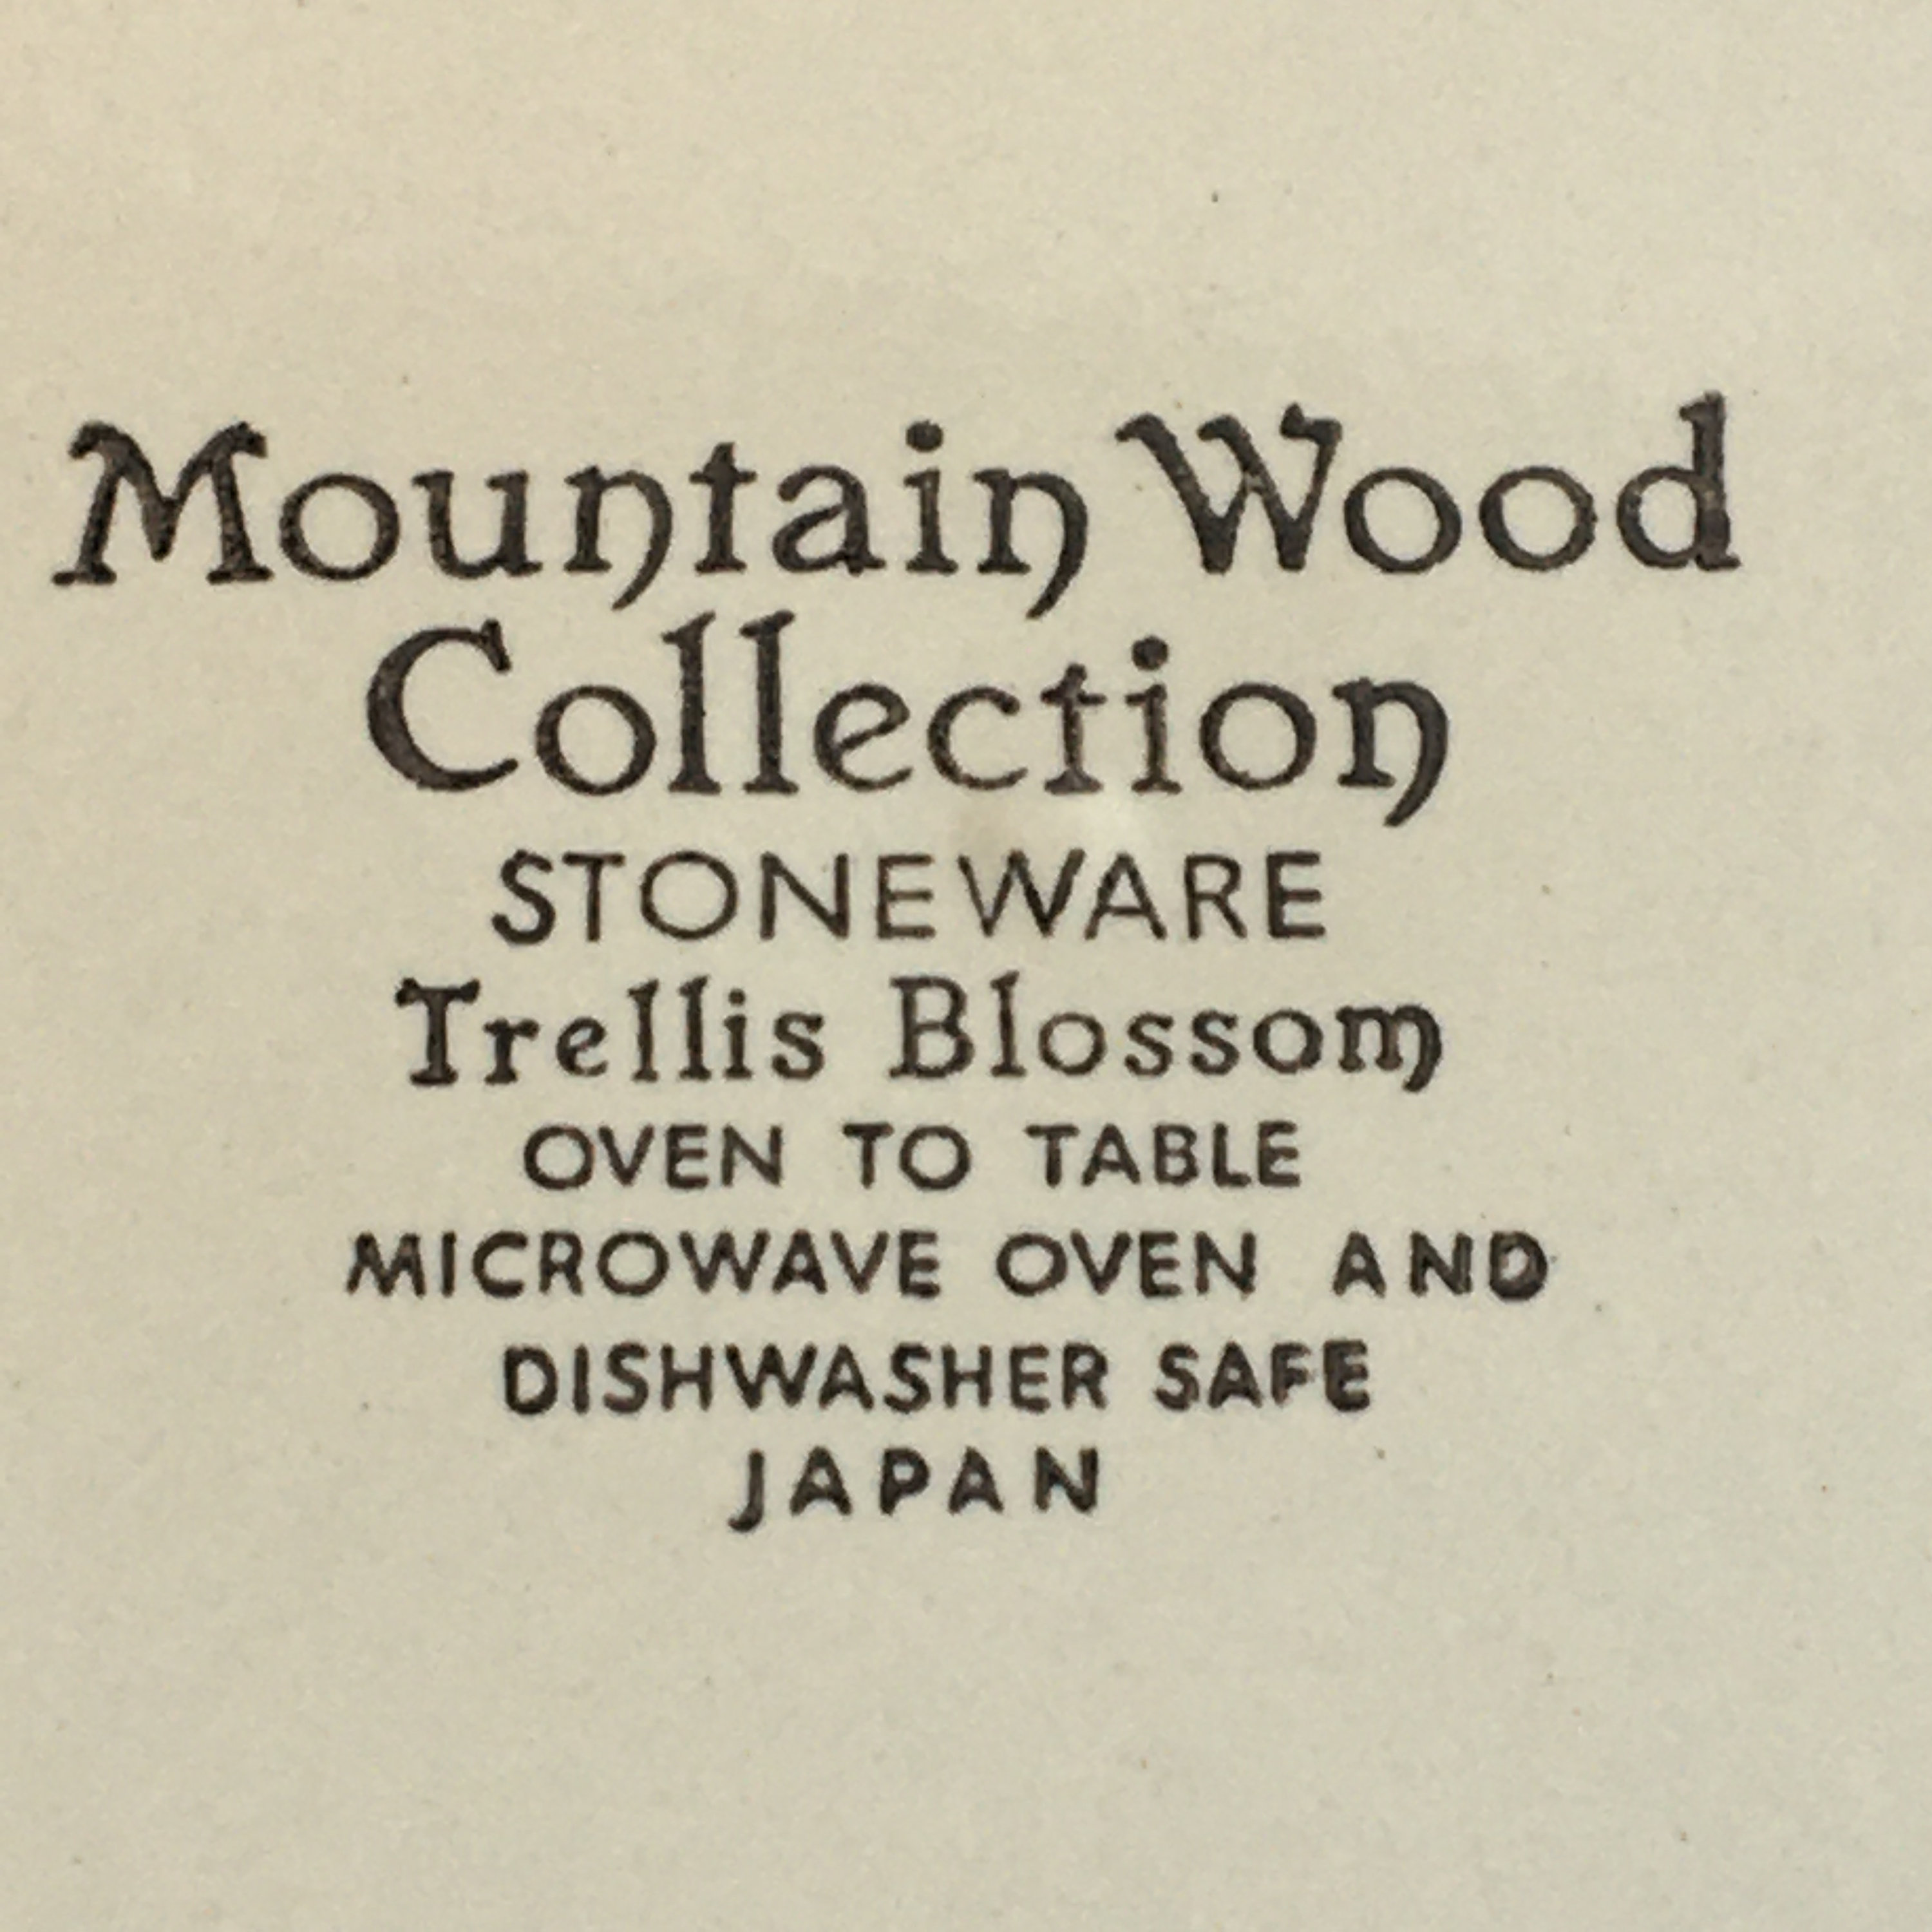 Mountain Wood
Collection
STONEWARE
Trellis Blossom
OVEN TO TABLE
MICROWAVE OVEN AND
DISHWASHER SAFE
JAPAN